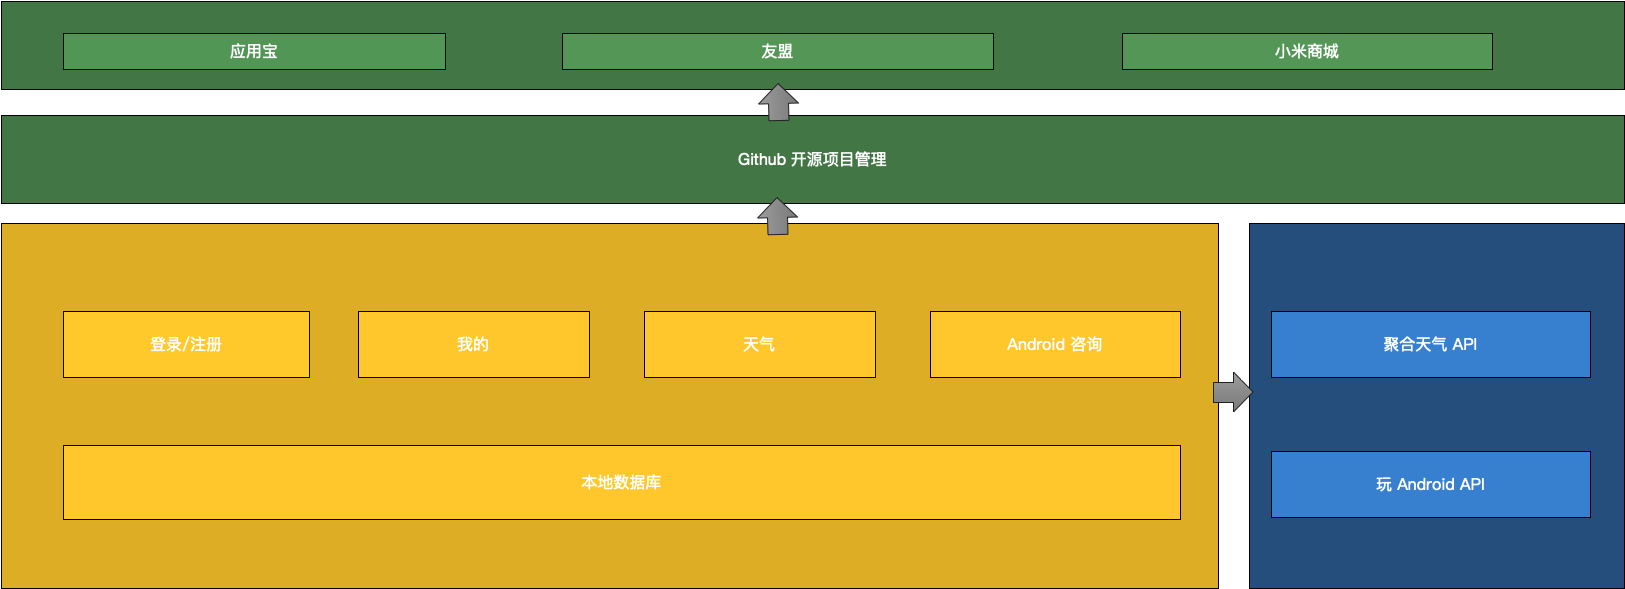 应用宝
友盟
小米商城
Github 开源项目管理
登录/注册
我的
天气
Android 咨询
聚合天气 API
本地数据库
玩 Android API